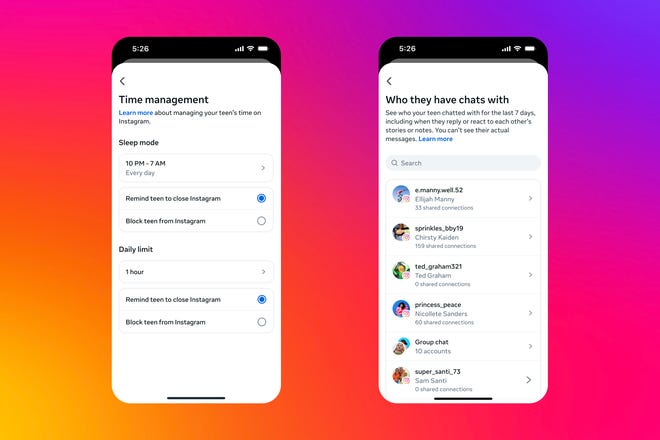 5:26
Time management
Learn more about managing your teen's time on
Instagram.
Sleep mode
10 PM - 7 AM
Every day
Remind teen to close Instagram
Block teen from Instagram
Daily limit
1 hour
Remind teen to close Instagram
Block teen from Instagram
5:26
Who they have chats with
See who your teen chatted with for the last 7 days,
including when they reply or react to each other's
stories or notes. You can't see their actual
messages. Learn more
Search
e.manny.well.52
Ellijah Manny
33 shared connections
sprinkles_bby19
Chirsty Kaiden
159 shared connections
ted_graham321
Ted Graham
0 shared connections
princess_peace
Nicollete Sanders
60 shared connections
Group chat
10 accounts
super_santi_73
Sam Santi
0 shared connections